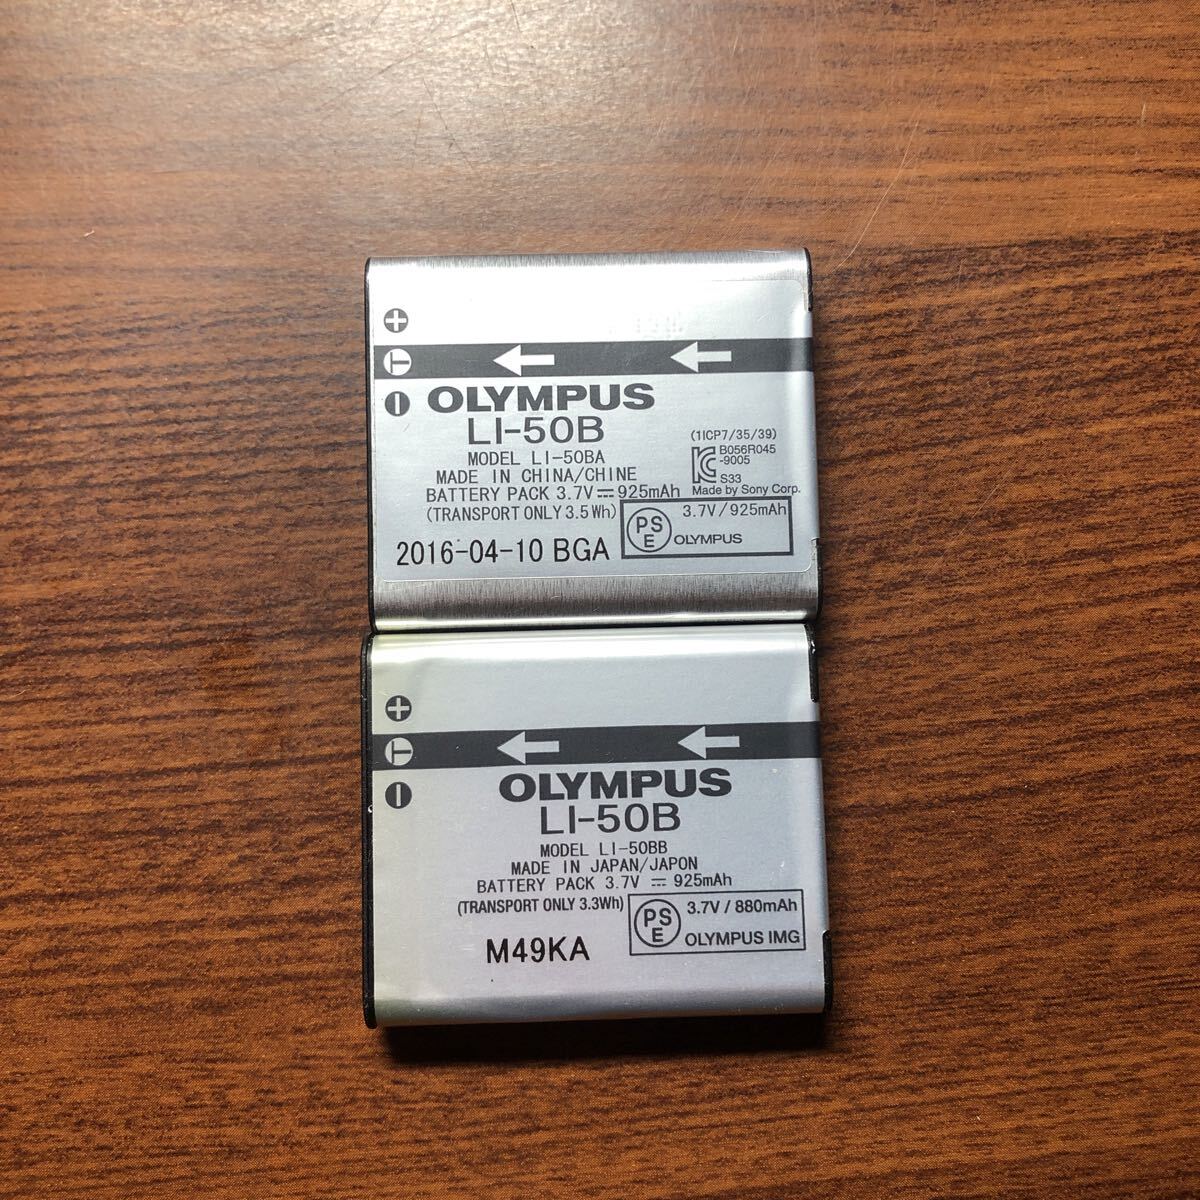 +
T
−
OLYMPUS
LI-50B
MODEL LI-50BA
MADE IN CHINA/CHINE
BATTERY PACK 3.7V⎓925mAh
(TRANSPORT ONLY 3.5Wh)
2016-04-10 BGA
(1ICP7/35/39)
B056R045
-9005
S33
Made by Sony Corp.
PSE 3.7V/925mAh
OLYMPUS
+
T
−
OLYMPUS
LI-50B
MODEL LI-50BB
MADE IN JAPAN/JAPON
BATTERY PACK 3.7V ⎓ 925mAh
(TRANSPORT ONLY 3.3Wh)
M49KA
PSE 3.7V / 880mAh
OLYMPUS IMG